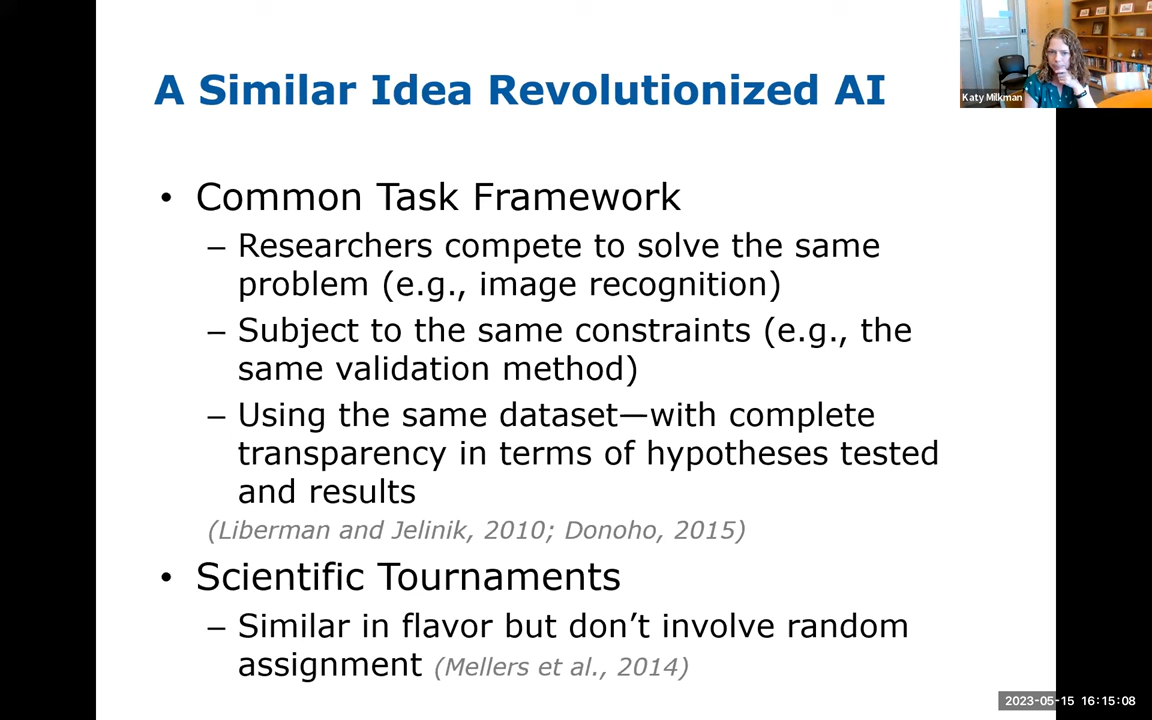 A Similar Idea Revolutionized AI
Katy Milkman
• Common Task Framework
– Researchers compete to solve the same
problem (e.g., image recognition)
– Subject to the same constraints (e.g., the
same validation method)
– Using the same dataset—with complete
transparency in terms of hypotheses tested
and results
(Liberman and Jelinik, 2010; Donoho, 2015)
• Scientific Tournaments
– Similar in flavor but don’t involve random
assignment (Mellers et al., 2014)
2023-05-15 16:15:08